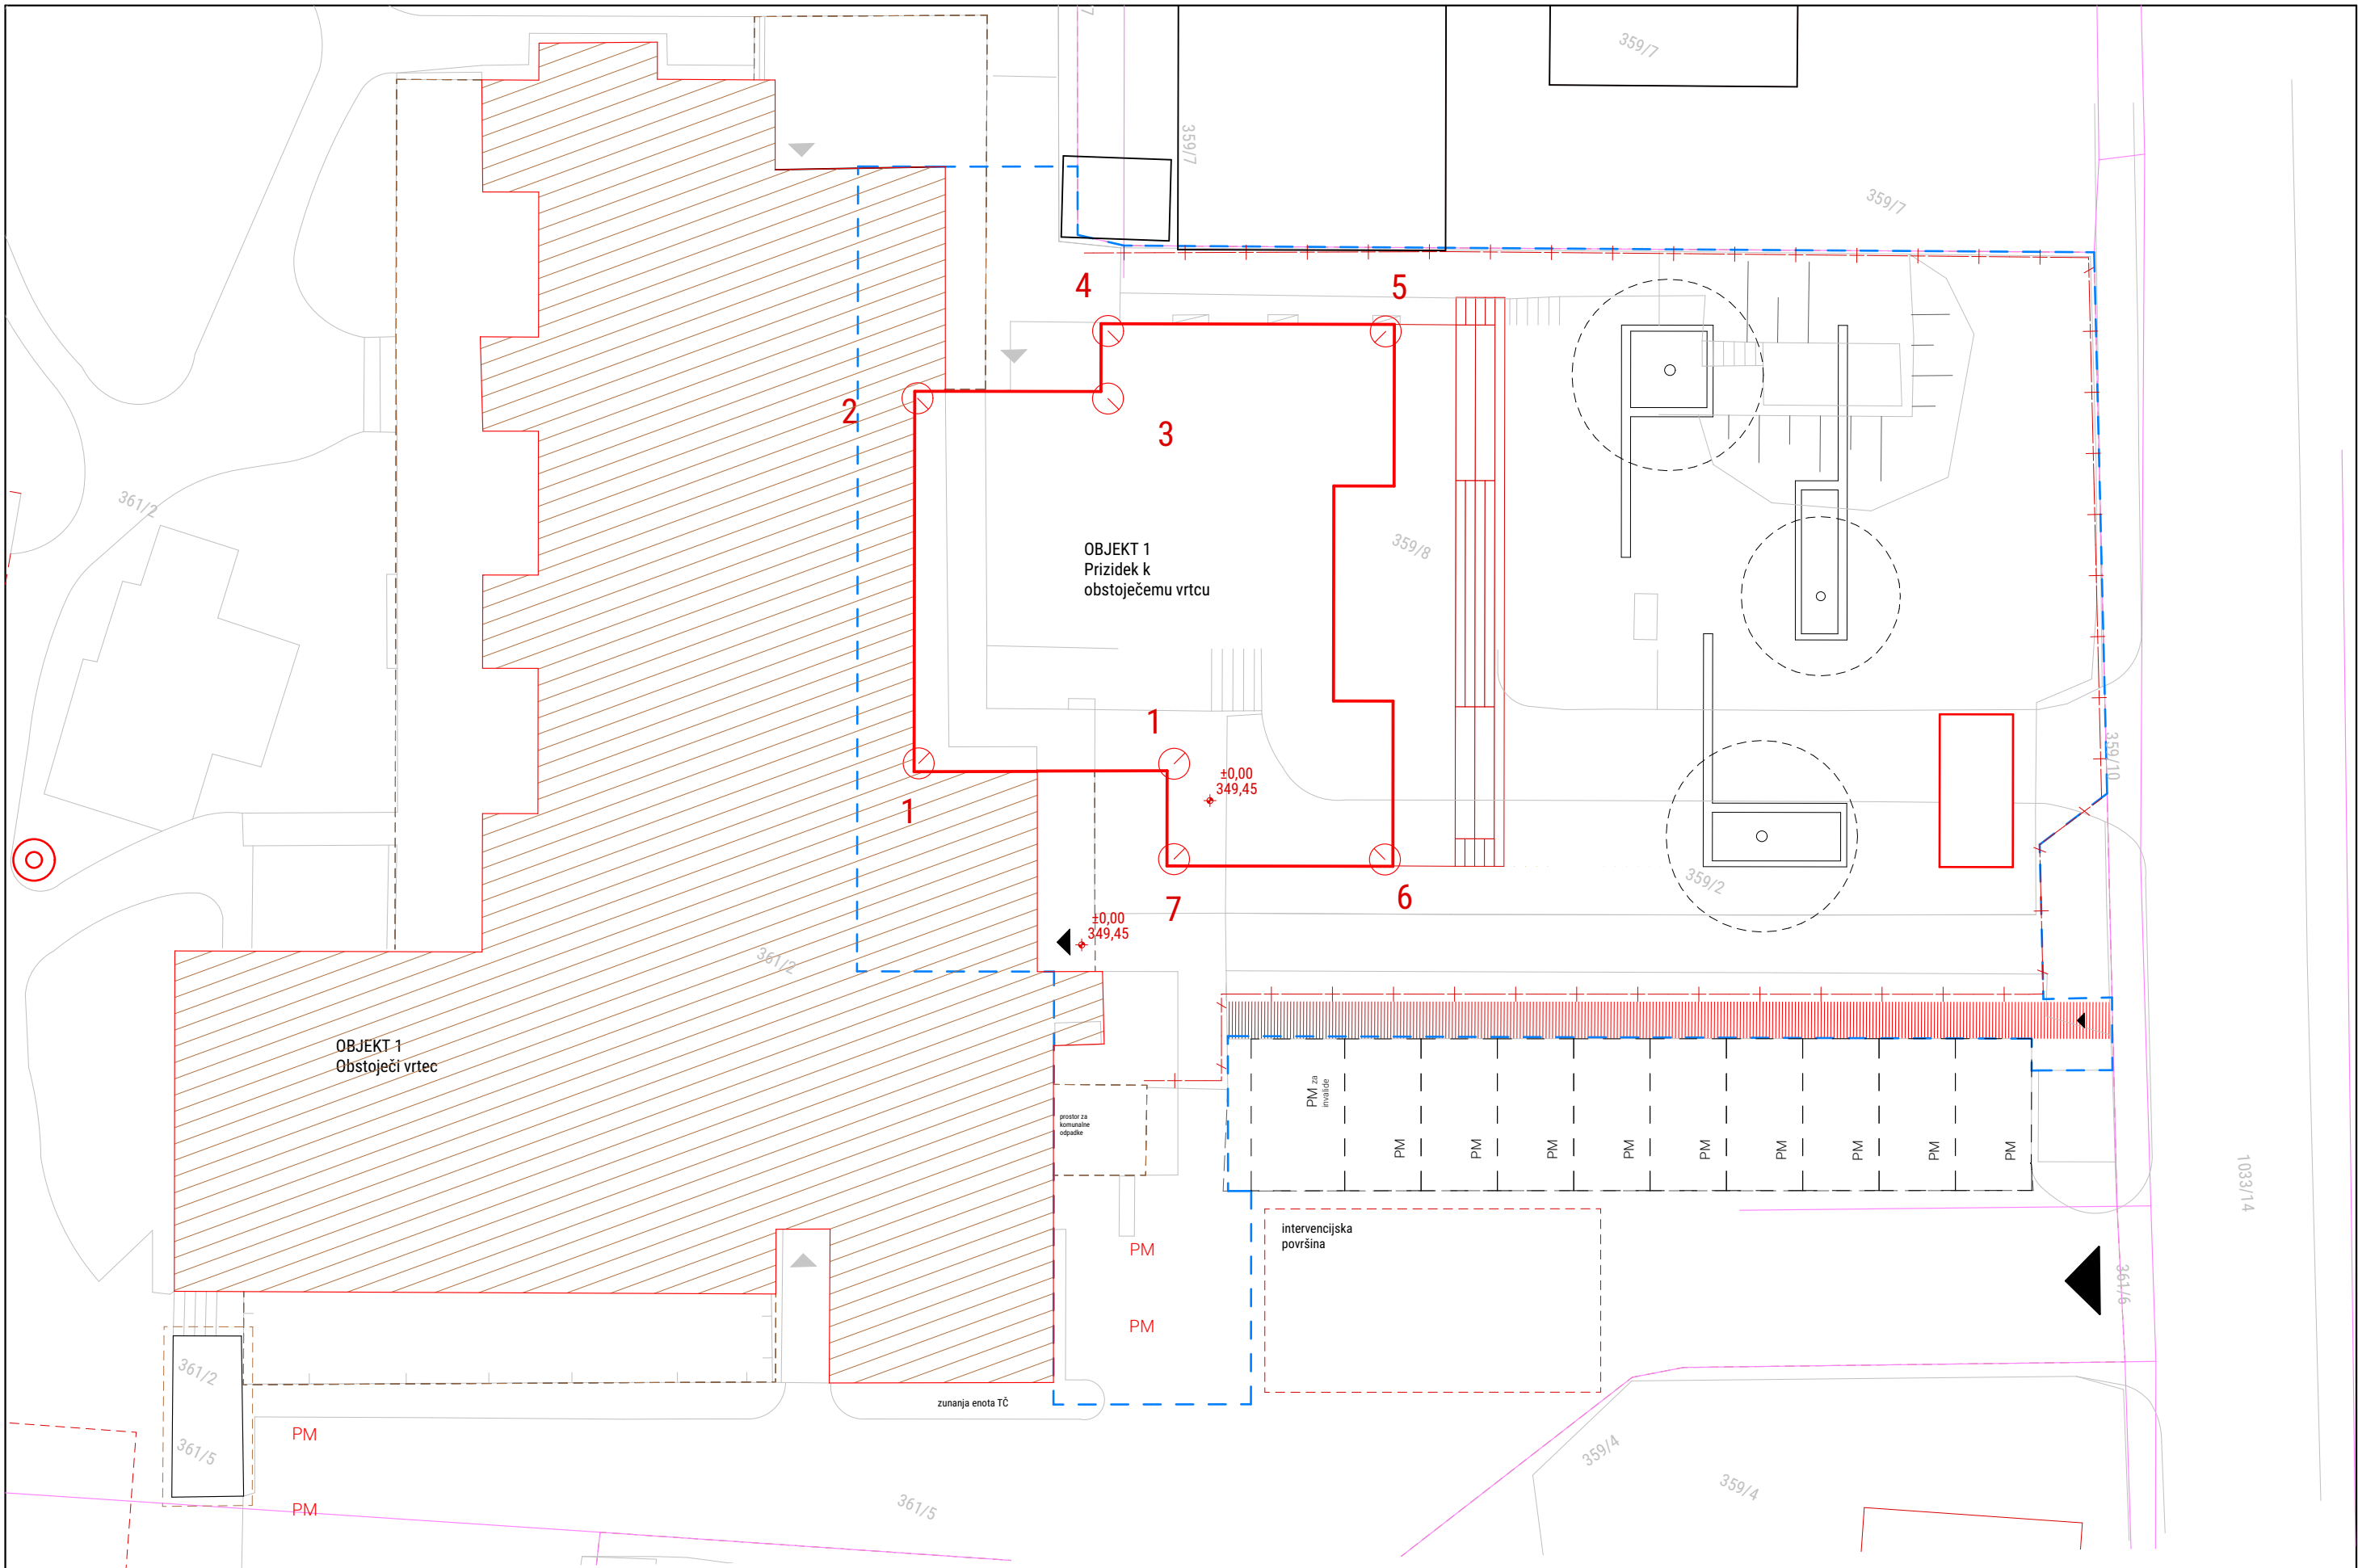 7
359/7
359/7
359/7
4
5
2
3
361/2
OBJEKT 1
Prizidek k
obstoječemu vrtcu
359/8
1
±0,00
349,45
1
359/10
359/2
6
7
±0,00
349,45
361/2
OBJEKT 1
Obstoječi vrtec
PM za
invalide
prostor za
komunalne
odpadke
PM
PM
PM
PM
PM
PM
PM
PM
PM
1033/14
intervencijska
površina
PM
361/6
PM
361/2
zunanja enota TČ
PM
361/5
359/4
359/4
PM
361/5